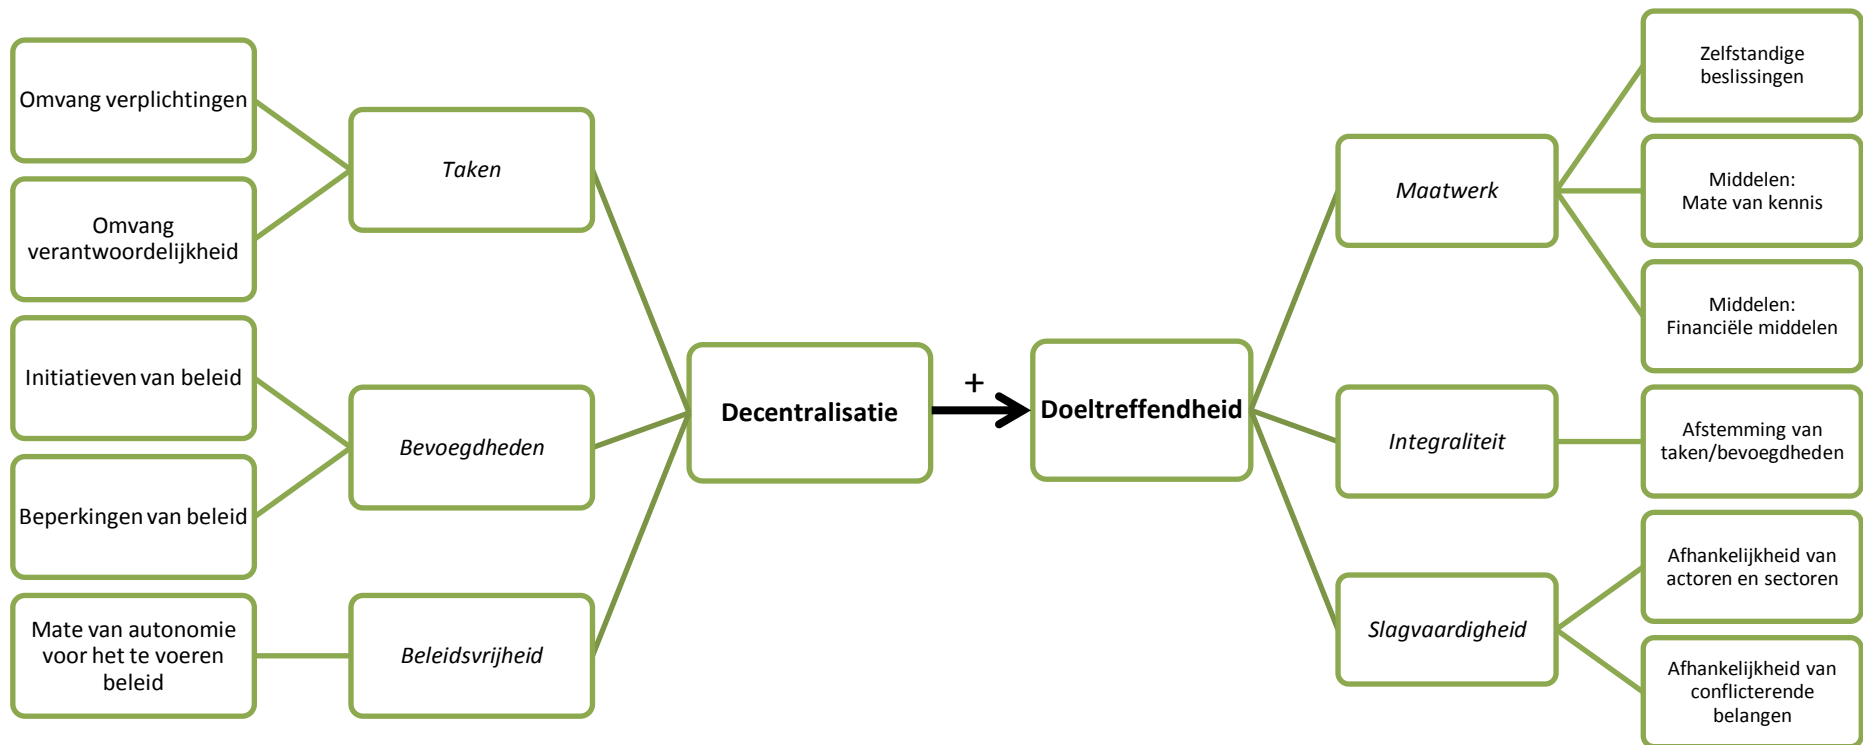 Omvang verplichtingen
Omvang
verantwoordelijkheid
Initiatieven van beleid
Beperkingen van beleid
Mate van autonomie
voor het te voeren
beleid
Taken
Bevoegdheden
Beleidsvrijheid
Decentralisatie
+
Doeltreffendheid
Maatwerk
Integraliteit
Slagvaardigheid
Zelfstandige
beslissingen
Middelen:
Mate van kennis
Middelen:
Financiële middelen
Afstemming van
taken/bevoegdheden
Afhankelijkheid van
actoren en sectoren
Afhankelijkheid van
conflicterende
belangen